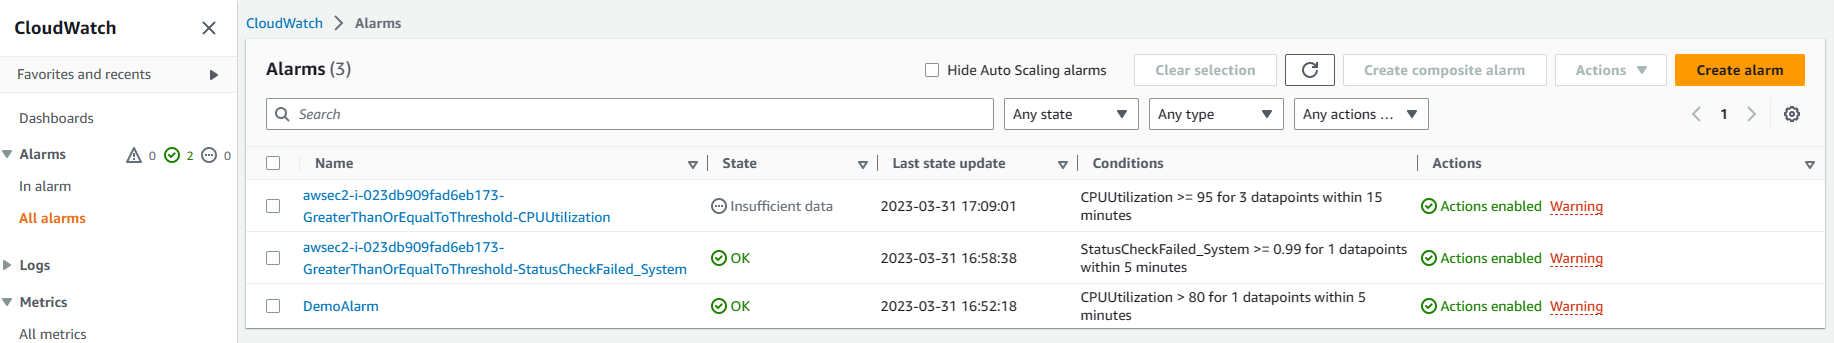 CloudWatch
Favorites and recents
Dashboards
Alarms 0 2 0
In alarm
All alarms
Logs
Metrics
All metrics
CloudWatch Alarms
Alarms (3)
Hide Auto Scaling alarms
Clear selection
Create composite alarm
Actions
Create alarm
Search
Any state
Any type
Any actions ...
1
Name State Last state update Conditions Actions
awsec2-i-023db909fad6eb173-
GreaterThanOrEqualToThreshold-CPUUtilization
Insufficient data
2023-03-31 17:09:01
CPUUtilization >= 95 for 3 datapoints within 15
minutes
Actions enabled Warning
awsec2-i-023db909fad6eb173-
GreaterThanOrEqualToThreshold-StatusCheckFailed_System
OK
2023-03-31 16:58:38
StatusCheckFailed_System >= 0.99 for 1 datapoints
within 5 minutes
Actions enabled Warning
DemoAlarm
OK
2023-03-31 16:52:18
CPUUtilization > 80 for 1 datapoints within 5
minutes
Actions enabled Warning